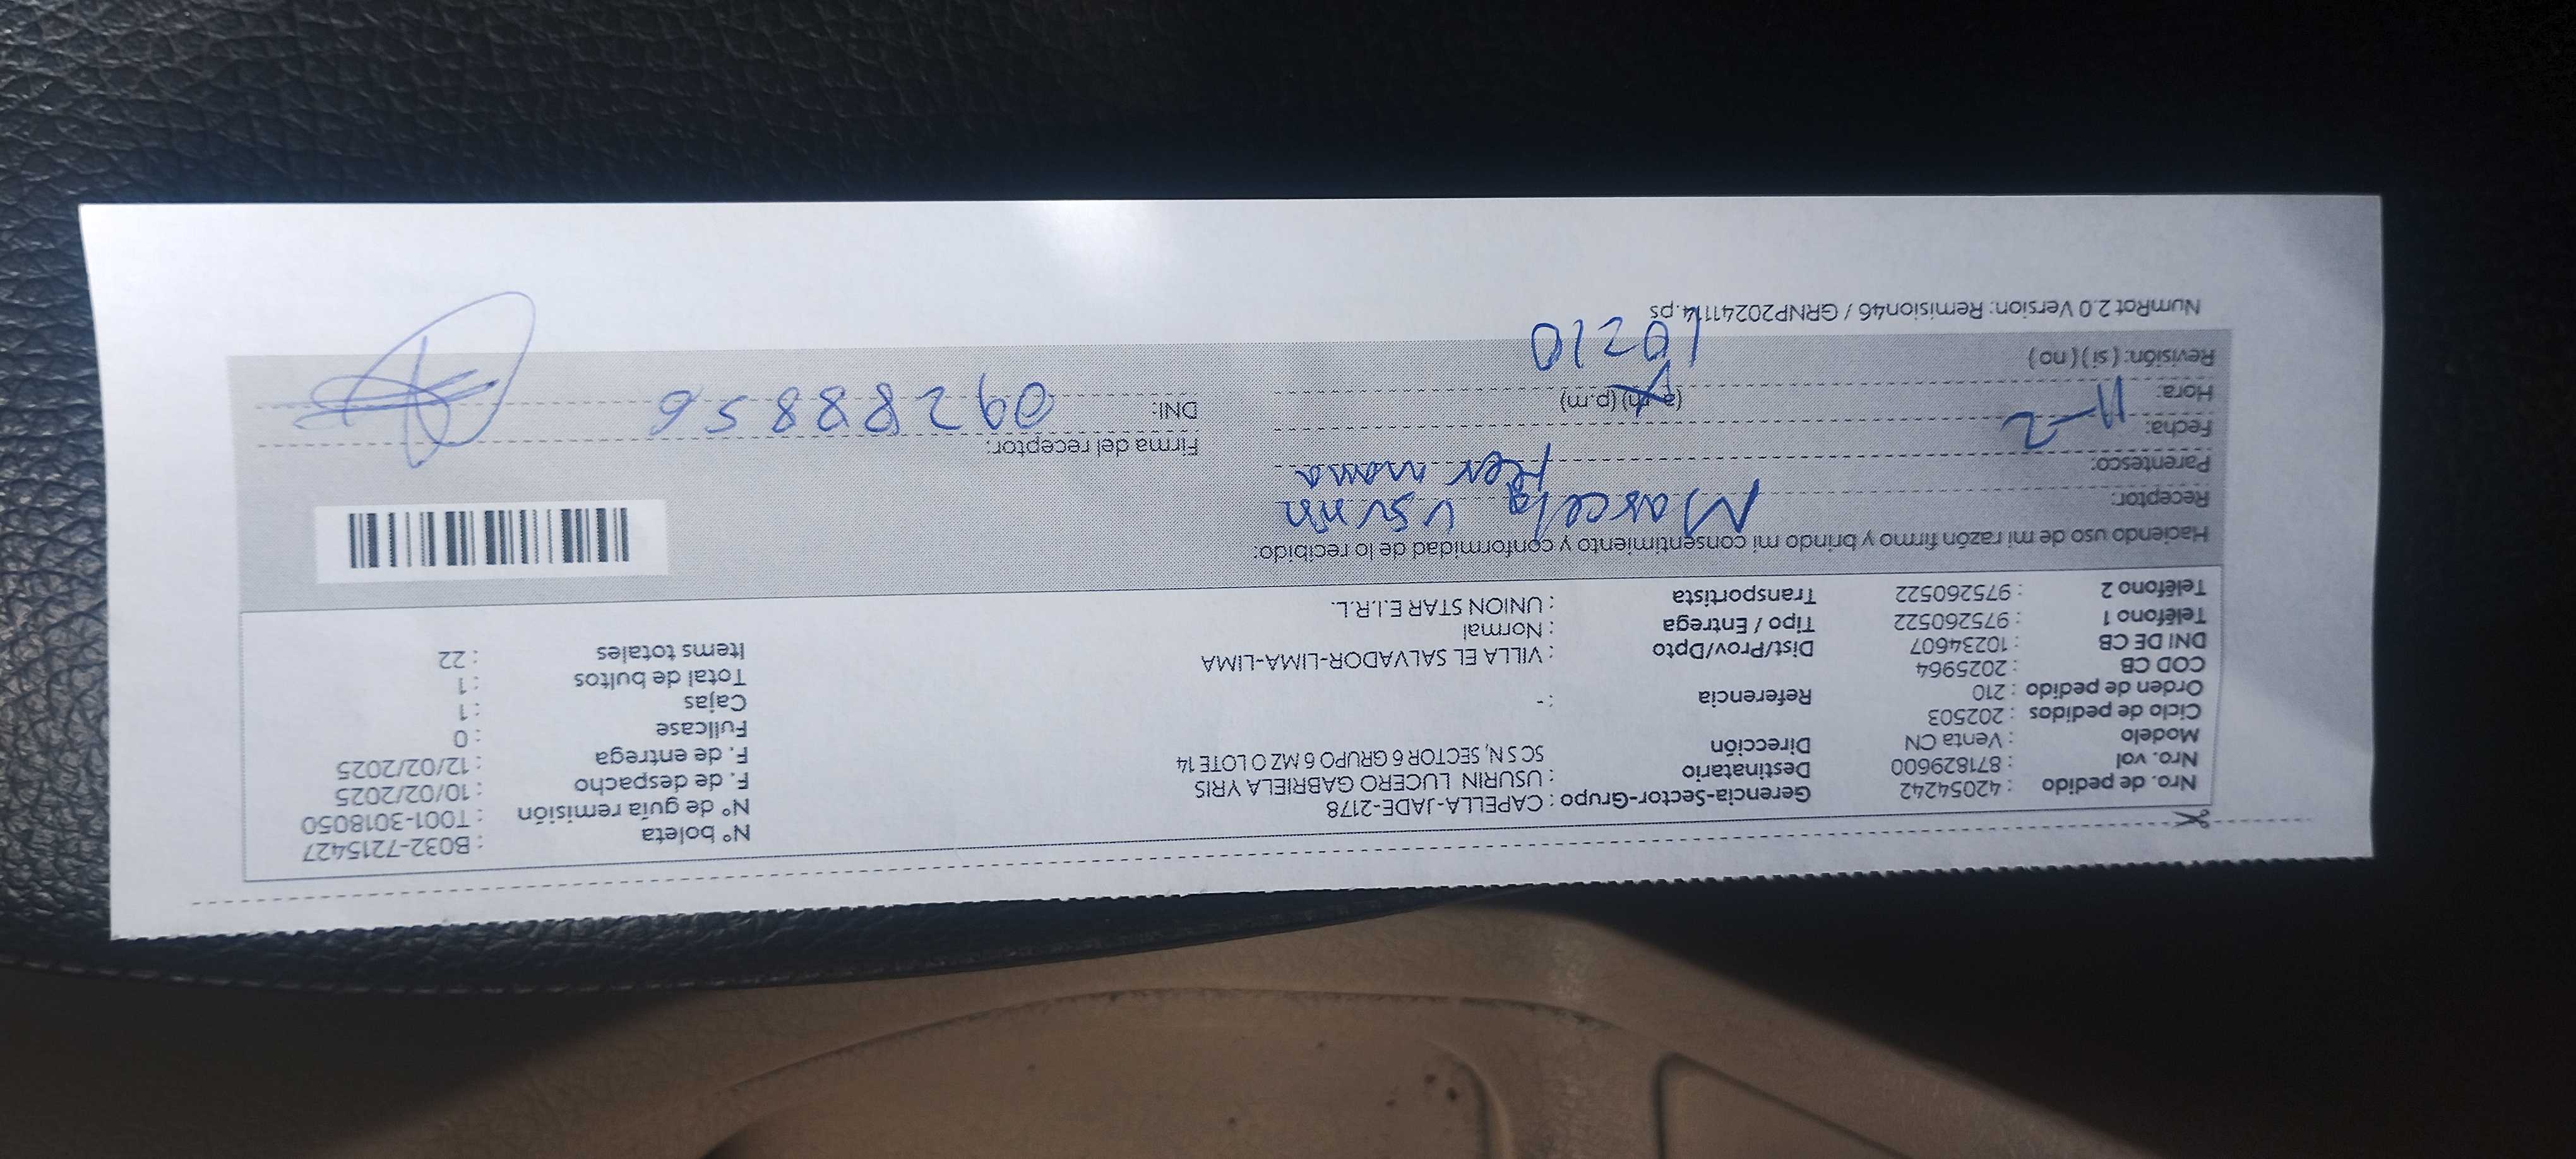 Nro. de pedido : 42054242 Gerencia-Sector-Grupo : CAPELLA-JADE-2178 N° boleta : B032-7215427
Nro. vol : 871829600 Destinatario : USURIN LUCERO GABRIELA YRIS N° de guía remisión : T001-3018050
Modelo : Venta CN Dirección SC S N, SECTOR 6 GRUPO 6 MZ O LOTE 14 F. de despacho : 10/02/2025
Ciclo de pedidos : 202503 F. de entrega : 12/02/2025
Orden de pedido : 210 Referencia : - Fullcase : 0
COD CB : 2025964 Cajas : 1
DNI DE CB : 10234607 Dist/Prov/Dpto : VILLA EL SALVADOR-LIMA-LIMA Total de bultos : 1
Teléfono 1 : 975260522 Tipo / Entrega : Normal Items totales : 22
Teléfono 2 : 975260522 Transportista : UNION STAR E.I.R.L.
Haciendo uso de mi razón firmo y brindo mi consentimiento y conformidad de lo recibido:
Receptor: Marcela Usurin
Parentesco: Hermana
Fecha: 11-2 Firma del receptor:
Hora: (a.m) (p.m) DNI: 09288856
Revisión: ( si ) ( no ) 10210
NumRot 2.0 Version: Remision46 / GRNP20241114.ps